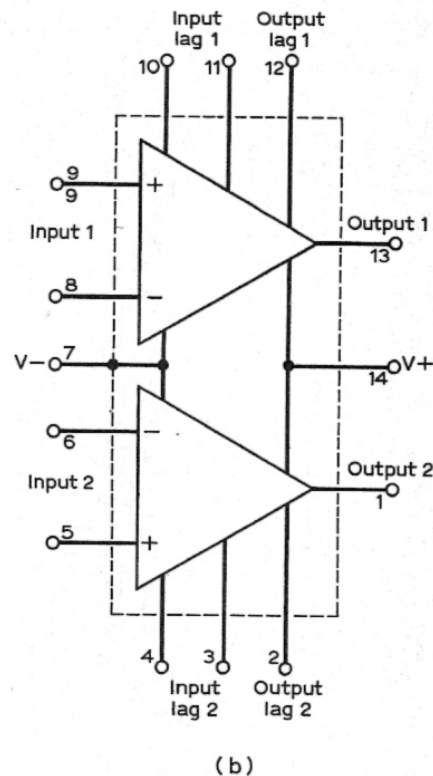 Input Output
lag 1 lag 1
10 11 12
9
9
+
Input 1
Output 1
13
8
−
V− 7
V+
14
6
−
Input 2
Output 2
1
5
+
4 3 2
Input Output
lag 2 lag 2
(b)